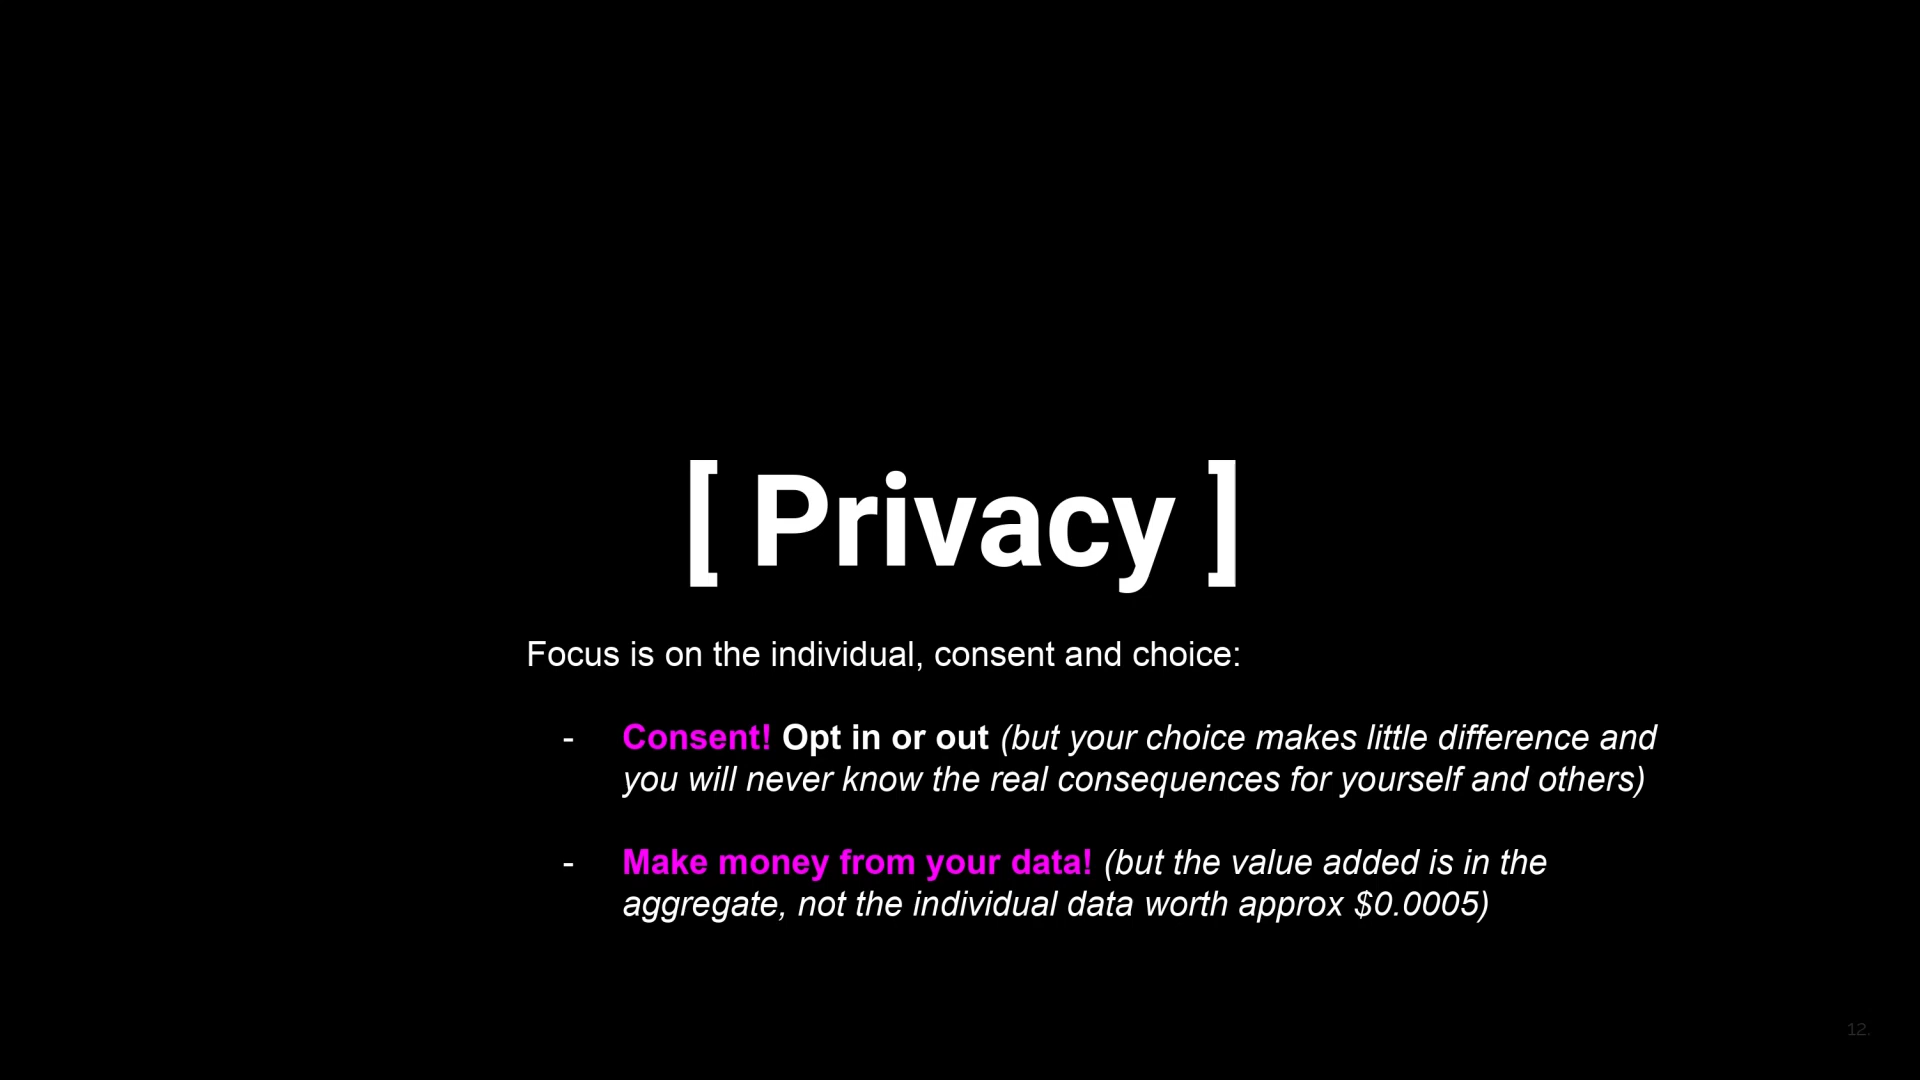 [ Privacy ]
Focus is on the individual, consent and choice:
- Consent! Opt in or out (but your choice makes little difference and
you will never know the real consequences for yourself and others)
- Make money from your data! (but the value added is in the
aggregate, not the individual data worth approx $0.0005)
12.